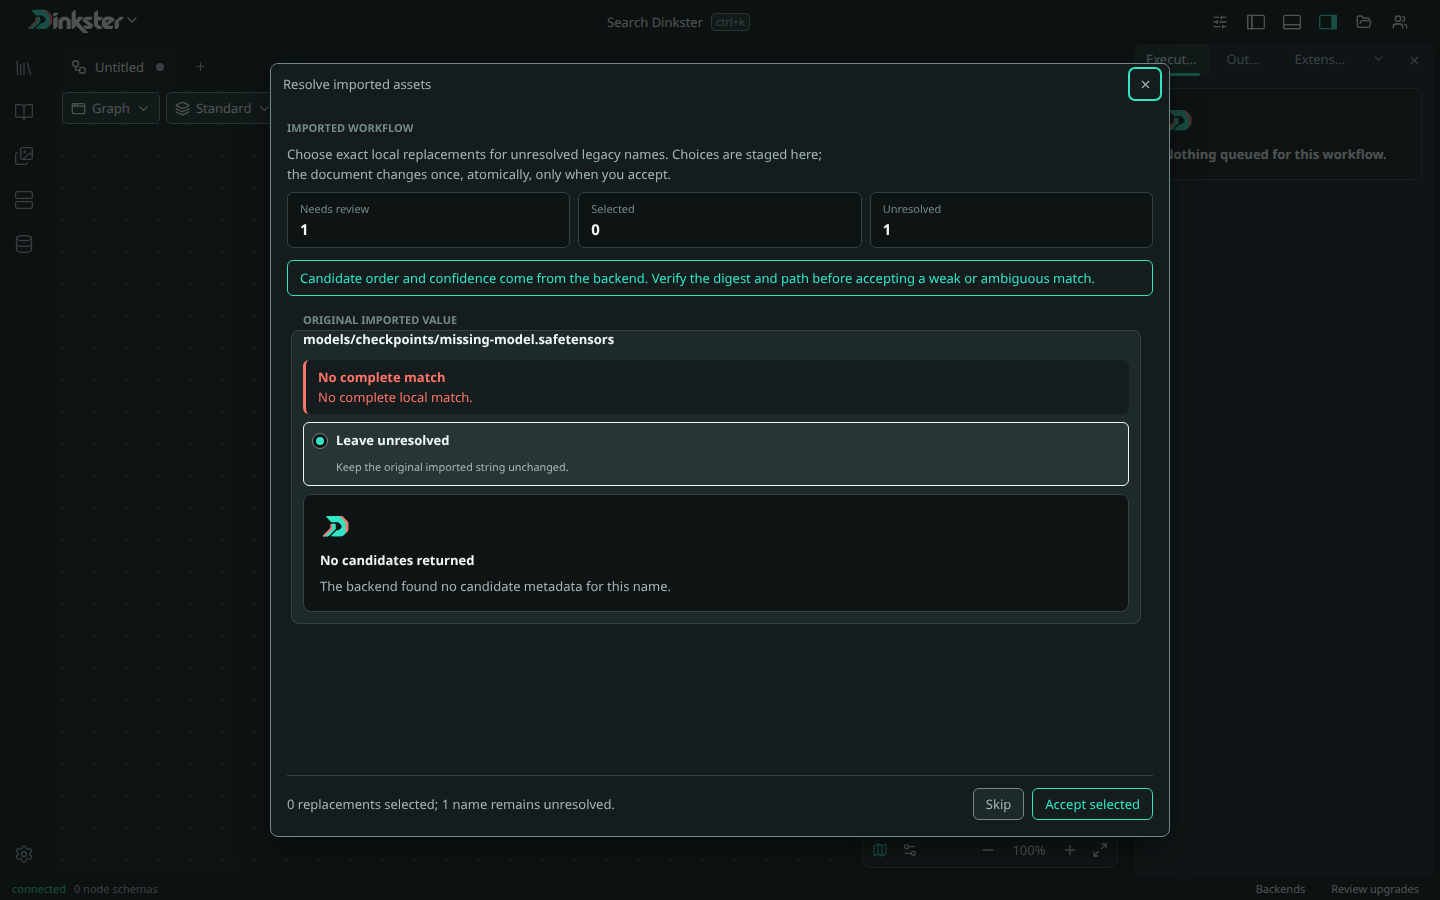 Dinkster
Search Dinkster ctrl+k
Untitled
Execut...
Out...
Extens...
Graph
Standard
Nothing queued for this workflow.
Resolve imported assets
IMPORTED WORKFLOW
Choose exact local replacements for unresolved legacy names. Choices are staged here;
the document changes once, atomically, only when you accept.
Needs review
1
Selected
0
Unresolved
1
Candidate order and confidence come from the backend. Verify the digest and path before accepting a weak or ambiguous match.
ORIGINAL IMPORTED VALUE
models/checkpoints/missing-model.safetensors
No complete match
No complete local match.
Leave unresolved
Keep the original imported string unchanged.
No candidates returned
The backend found no candidate metadata for this name.
0 replacements selected; 1 name remains unresolved.
Skip
Accept selected
100%
connected
0 node schemas
Backends
Review upgrades